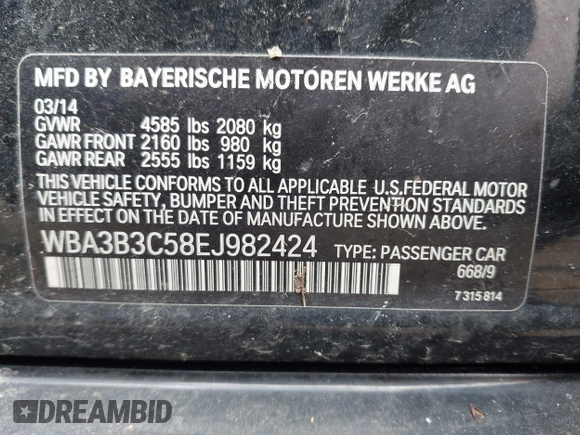 MFD BY BAYERISCHE MOTOREN WERKE AG
03/14
GVWR 4585 lbs 2080 kg
GAWR FRONT 2160 lbs 980 kg
GAWR REAR 2555 lbs 1159 kg
THIS VEHICLE CONFORMS TO ALL APPLICABLE U.S.FEDERAL MOTOR
VEHICLE SAFETY, BUMPER AND THEFT PREVENTION STANDARDS
IN EFFECT ON THE DATE OF MANUFACTURE SHOWN ABOVE.
WBA3B3C58EJ982424 TYPE: PASSENGER CAR
668/9
7 315 814
DREAMBID